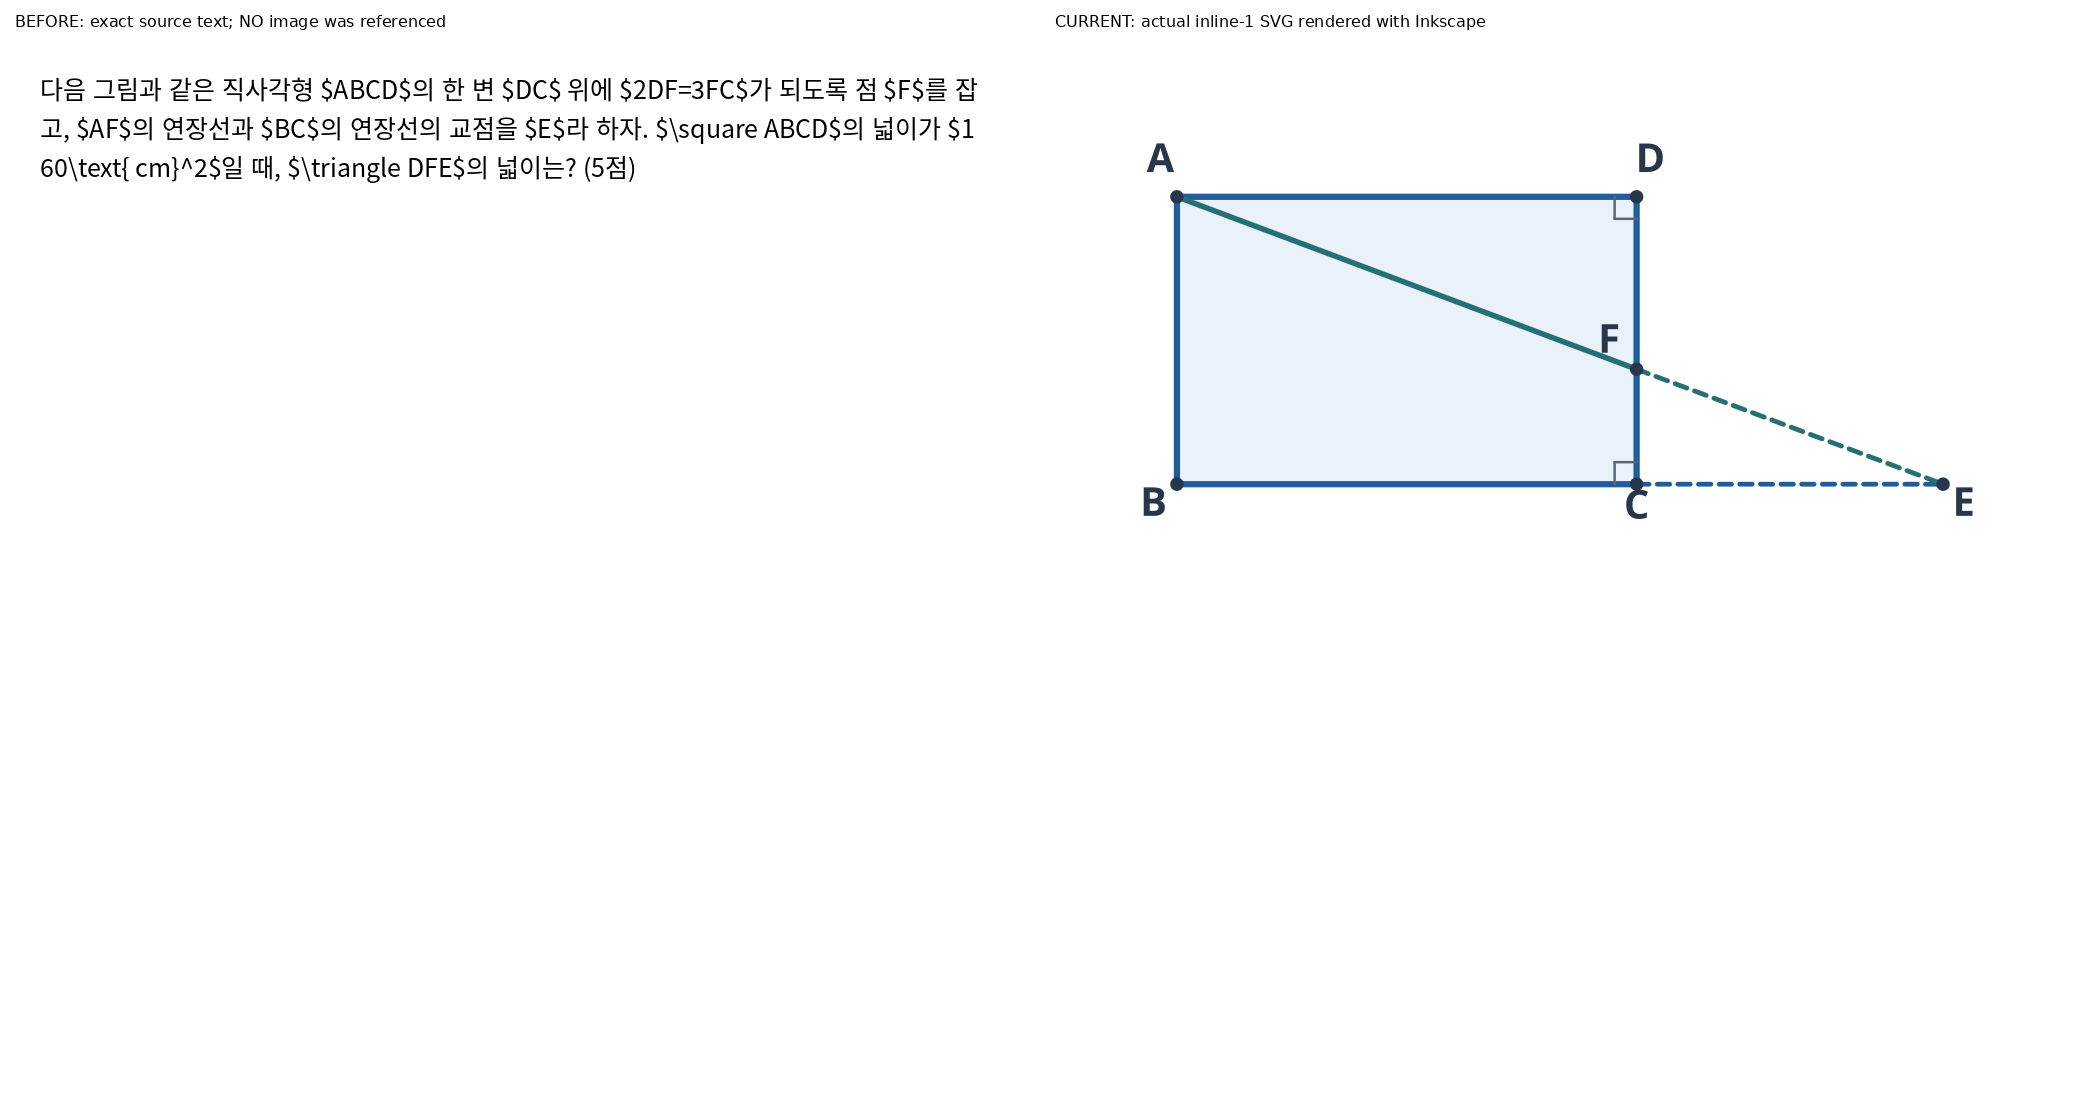 BEFORE: exact source text; NO image was referenced
다음 그림과 같은 직사각형 $ABCD$의 한 변 $DC$ 위에 $2DF=3FC$가 되도록 점 $F$를 잡
고, $AF$의 연장선과 $BC$의 연장선의 교점을 $E$라 하자. $\square ABCD$의 넓이가 $1
60\text{ cm}^2$일 때, $\triangle DFE$의 넓이는? (5점)
CURRENT: actual inline-1 SVG rendered with Inkscape
A
D
F
B
C
E